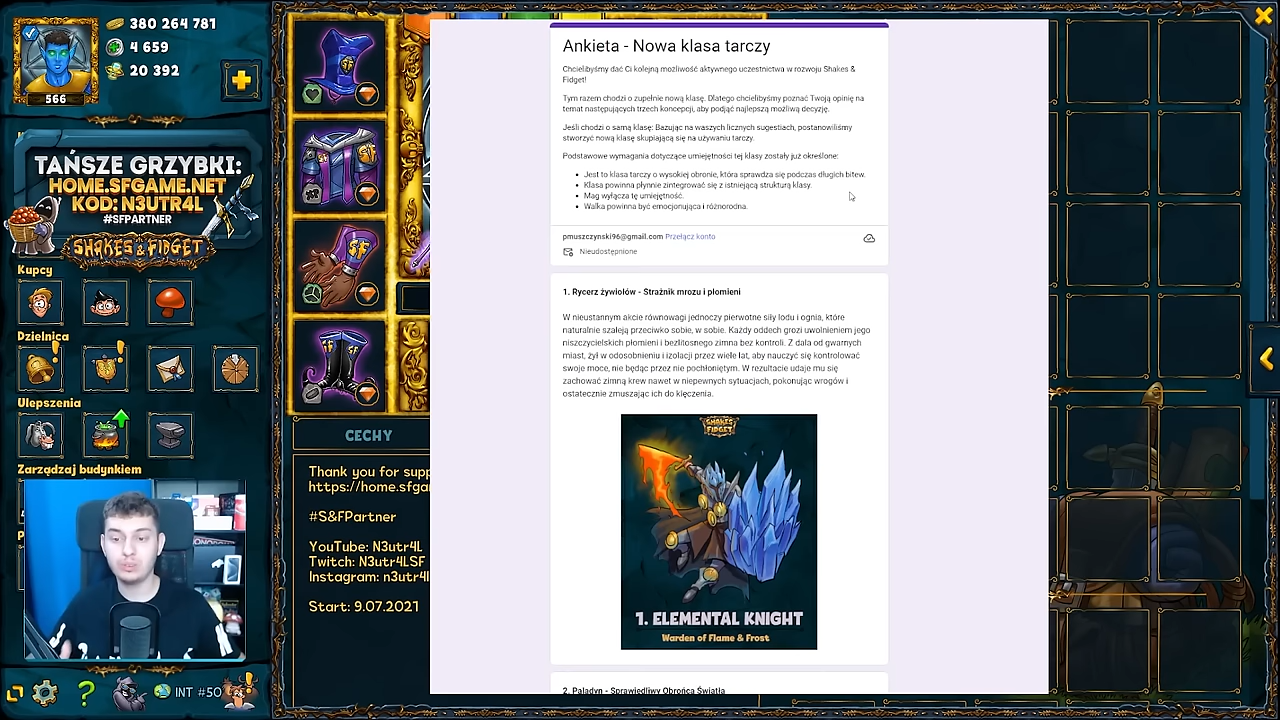 380 264 781
4 659
20 392
566
TAŃSZE GRZYBKI:
HOME.SFGAME.NET
KOD: N3UTR4L
#SFPARTNER
SHAKES & FIDGET
Kupcy
Dzielnica
Ulepszenia
Zarządzaj budynkiem
INT #50
CECHY
Thank you for supp
https://home.sfga
#S&FPartner
YouTube: N3utr4L
Twitch: N3utr4LSF
Instagram: n3utr4l
Start: 9.07.2021
Ankieta - Nowa klasa tarczy
Chcielibyśmy dać Ci kolejną możliwość aktywnego uczestnictwa w rozwoju Shakes &
Fidget!
Tym razem chodzi o zupełnie nową klasę. Dlatego chcielibyśmy poznać Twoją opinię na
temat następujących trzech koncepcji, aby podjąć najlepszą możliwą decyzję.
Jeśli chodzi o samą klasę: Bazując na waszych licznych sugestiach, postanowiliśmy
stworzyć nową klasę skupiającą się na używaniu tarczy.
Podstawowe wymagania dotyczące umiejętności tej klasy zostały już określone:
Jest to klasa tarczy o wysokiej obronie, która sprawdza się podczas długich bitew.
Klasa powinna płynnie zintegrować się z istniejącą strukturą klasy.
Mag wyłącza tę umiejętność.
Walka powinna być emocjonująca i różnorodna.
pmuszczynski96@gmail.com Przełącz konto
Nieudostępnione
1. Rycerz żywiołów - Strażnik mrozu i płomieni
W nieustannym akcie równowagi jednoczy pierwotne siły lodu i ognia, które
naturalnie szaleją przeciwko sobie, w sobie. Każdy oddech grozi uwolnieniem jego
niszczycielskich płomieni i bezlitosnego zimna bez kontroli. Z dala od gwarnych
miast, żył w odosobnieniu i izolacji przez wiele lat, aby nauczyć się kontrolować
swoje moce, nie będąc przez nie pochłoniętym. W rezultacie udaje mu się
zachować zimną krew nawet w niepewnych sytuacjach, pokonując wrogów i
ostatecznie zmuszając ich do klęczenia.
SHAKES & FIDGET
1. ELEMENTAL KNIGHT
Warden of Flame & Frost
2. Paladyn - Sprawiedliwy Obrońca Światła